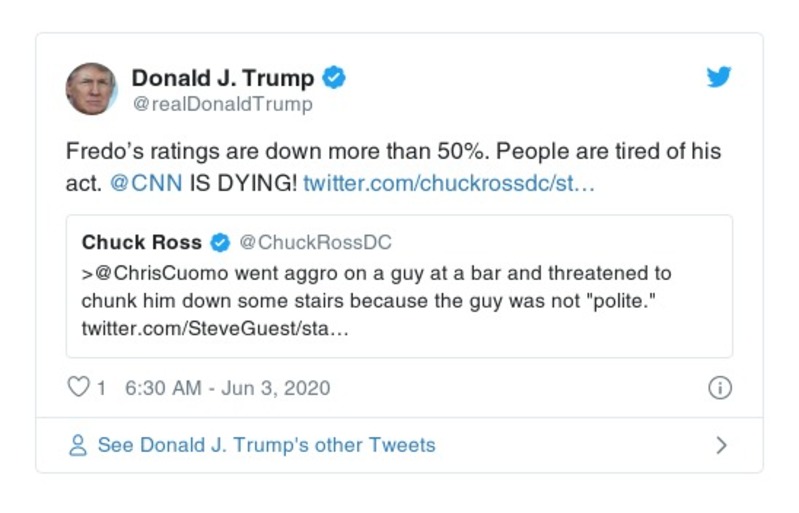 Donald J. Trump
@realDonaldTrump
Fredo’s ratings are down more than 50%. People are tired of his
act. @CNN IS DYING! twitter.com/chuckrossdc/st…
Chuck Ross @ChuckRossDC
>@ChrisCuomo went aggro on a guy at a bar and threatened to
chunk him down some stairs because the guy was not "polite."
twitter.com/SteveGuest/sta…
1 6:30 AM - Jun 3, 2020
See Donald J. Trump's other Tweets